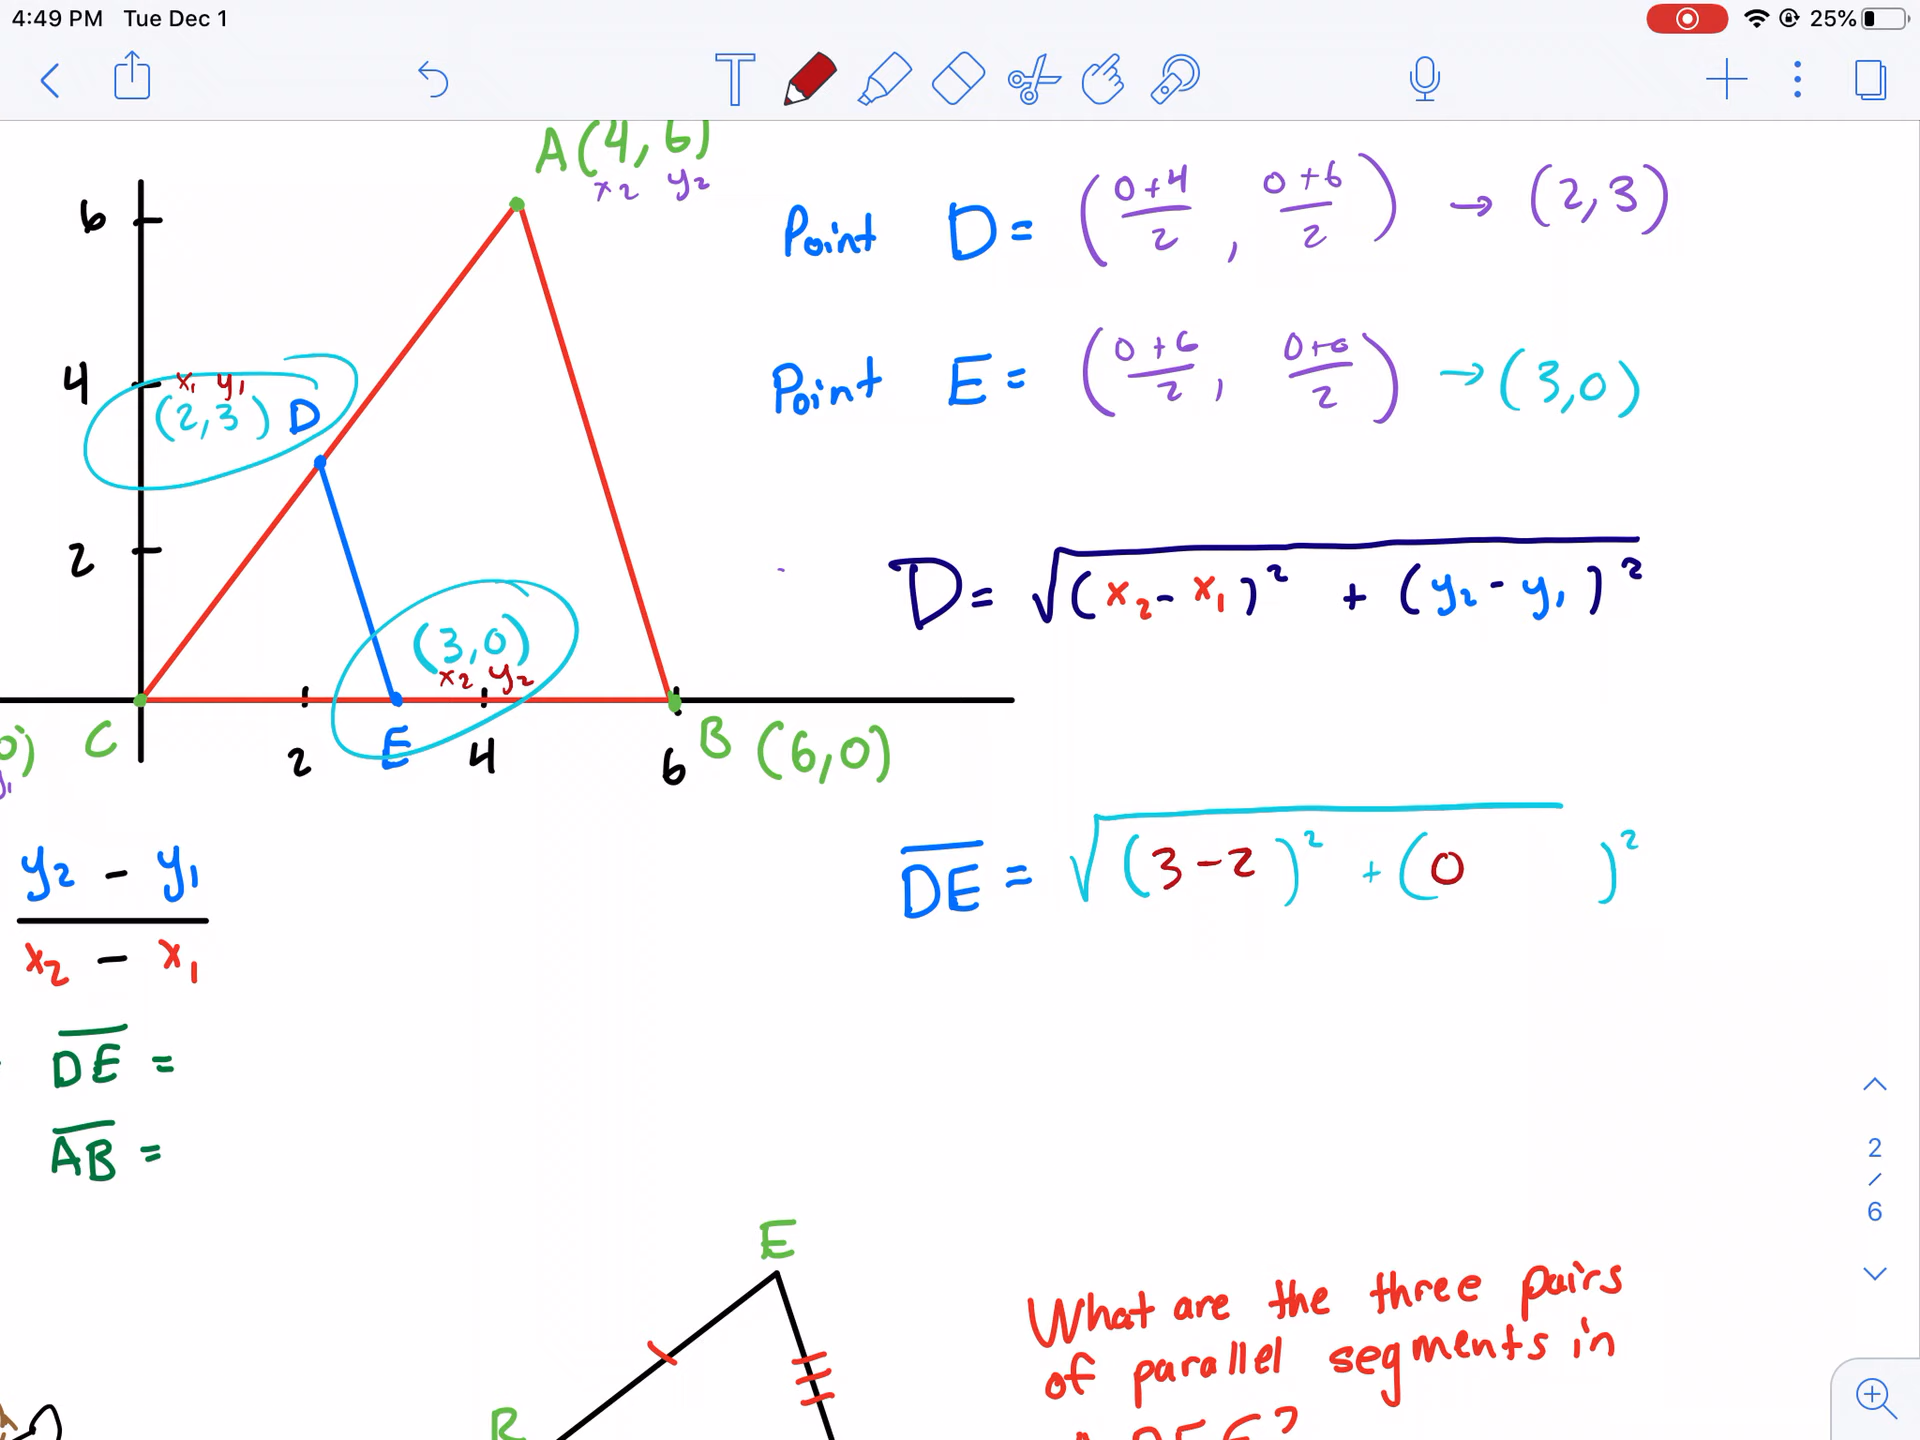 4:49 PM Tue Dec 1
25%
T
A(4, 6)
x2 y2
6
4
2
x1 y1
(2, 3) D
(3, 0)
x2 y2
C
2
E
4
6
B (6, 0)
Point D = (0+4/2, 0+6/2) → (2, 3)
Point E = (0+6/2, 0+0/2) → (3, 0)
D = √(x2 - x1)² + (y2 - y1)²
DE = √(3 - 2)² + (0 )²
y2 - y1
x2 - x1
DE =
AB =
E
R
What are the three pairs
of parallel segments in
2
/
6